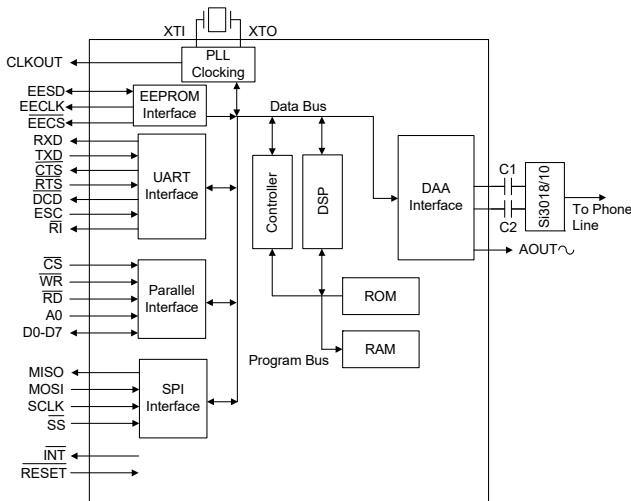 XTI
XTO
CLKOUT
PLL
Clocking
EESD
EECLK
EECS
EEPROM
Interface
Data Bus
RXD
TXD
CTS
RTS
DCD
ESC
RI
UART
Interface
Controller
DSP
DAA
Interface
C1
C2
Si3018/10
To Phone
Line
AOUT
CS
WR
RD
A0
D0-D7
Parallel
Interface
ROM
RAM
Program Bus
MISO
MOSI
SCLK
SS
SPI
Interface
INT
RESET